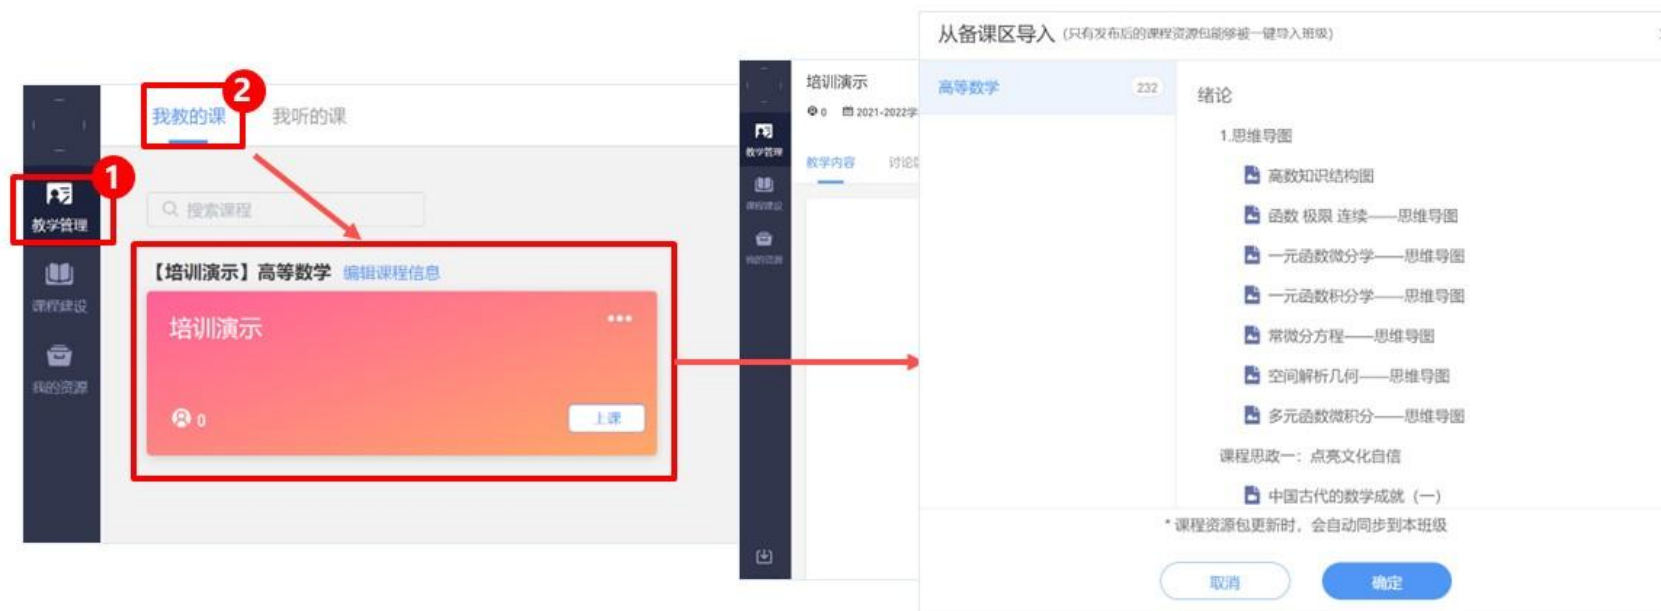 2
我教的课
我听的课
1
教学管理
课程建设
我的资源
搜索课程
【培训演示】高等数学 编辑课程信息
培训演示
0
上课
培训演示
0 2021-2022学
教学管理
课程建设
我的资源
教学内容
讨论
从备课区导入 (只有发布后的课程资源包能够被一键导入班级)
高等数学 232
绪论
1.思维导图
高数知识结构图
函数 极限 连续——思维导图
一元函数微分学——思维导图
一元函数积分学——思维导图
常微分方程——思维导图
空间解析几何——思维导图
多元函数微积分——思维导图
课程思政一：点亮文化自信
中国古代的数学成就（一）
* 课程资源包更新时，会自动同步到本班级
取消
确定